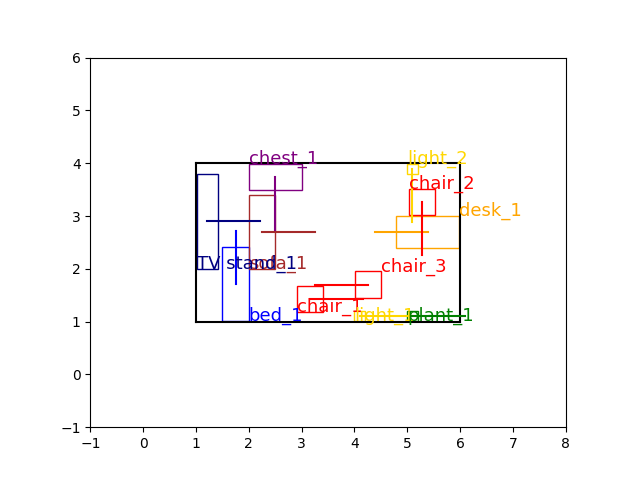 6
5
4
3
2
1
0
−1
−1 0 1 2 3 4 5 6 7 8
chest_1
light_2
chair_2
desk_1
TV stand_1
sofa_1
chair_3
bed_1
chair_1
light_1
plant_1